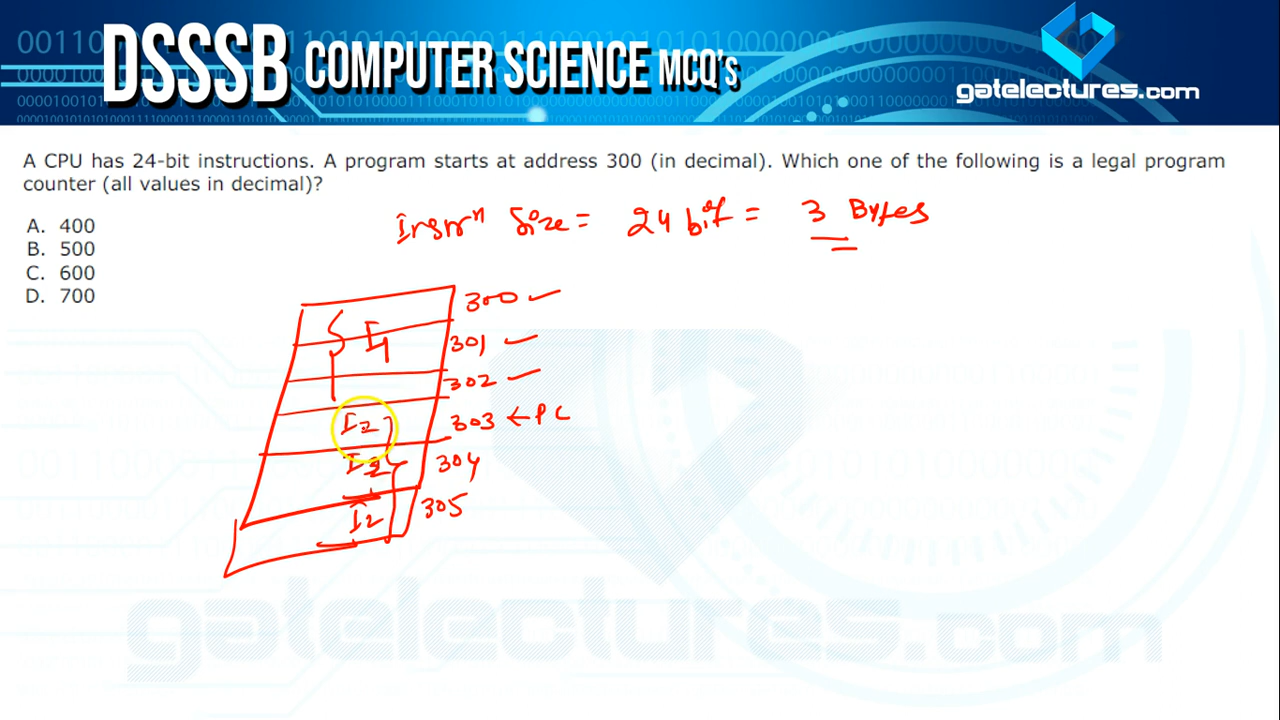 DSSSB COMPUTER SCIENCE MCQ's
gatelectures.com
A CPU has 24-bit instructions. A program starts at address 300 (in decimal). Which one of the following is a legal program
counter (all values in decimal)?
A. 400
B. 500
C. 600
D. 700
Insrⁿ Size = 24 bit = 3 Bytes
300
I1 301
302
I2 303 ← PC
304
I2 305
gatelectures.com